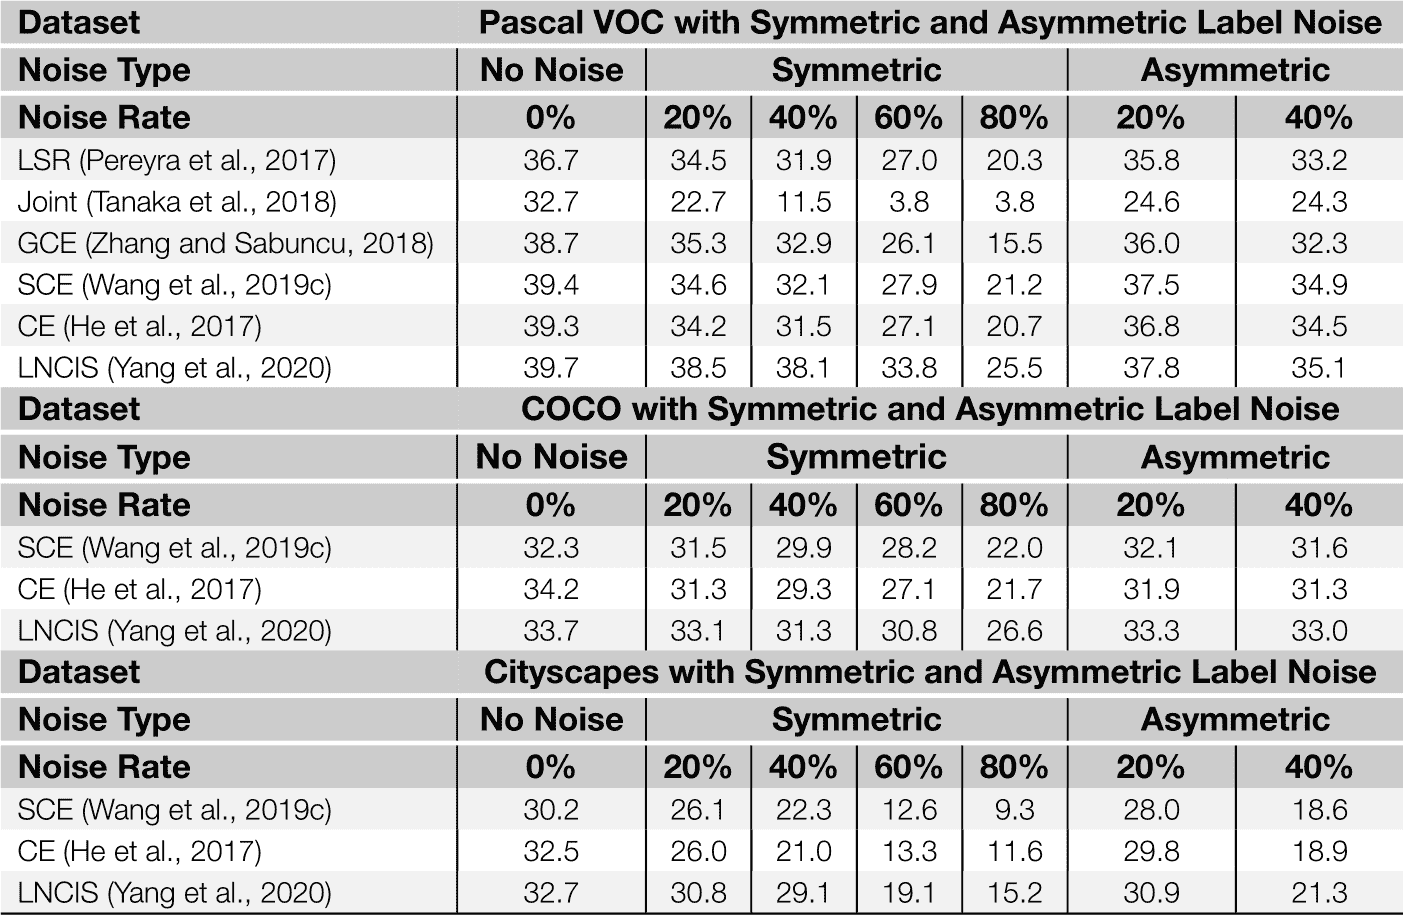 Dataset Pascal VOC with Symmetric and Asymmetric Label Noise
Noise Type No Noise Symmetric Asymmetric
Noise Rate 0% 20% 40% 60% 80% 20% 40%
LSR (Pereyra et al., 2017) 36.7 34.5 31.9 27.0 20.3 35.8 33.2
Joint (Tanaka et al., 2018) 32.7 22.7 11.5 3.8 3.8 24.6 24.3
GCE (Zhang and Sabuncu, 2018) 38.7 35.3 32.9 26.1 15.5 36.0 32.3
SCE (Wang et al., 2019c) 39.4 34.6 32.1 27.9 21.2 37.5 34.9
CE (He et al., 2017) 39.3 34.2 31.5 27.1 20.7 36.8 34.5
LNCIS (Yang et al., 2020) 39.7 38.5 38.1 33.8 25.5 37.8 35.1
Dataset COCO with Symmetric and Asymmetric Label Noise
Noise Type No Noise Symmetric Asymmetric
Noise Rate 0% 20% 40% 60% 80% 20% 40%
SCE (Wang et al., 2019c) 32.3 31.5 29.9 28.2 22.0 32.1 31.6
CE (He et al., 2017) 34.2 31.3 29.3 27.1 21.7 31.9 31.3
LNCIS (Yang et al., 2020) 33.7 33.1 31.3 30.8 26.6 33.3 33.0
Dataset Cityscapes with Symmetric and Asymmetric Label Noise
Noise Type No Noise Symmetric Asymmetric
Noise Rate 0% 20% 40% 60% 80% 20% 40%
SCE (Wang et al., 2019c) 30.2 26.1 22.3 12.6 9.3 28.0 18.6
CE (He et al., 2017) 32.5 26.0 21.0 13.3 11.6 29.8 18.9
LNCIS (Yang et al., 2020) 32.7 30.8 29.1 19.1 15.2 30.9 21.3